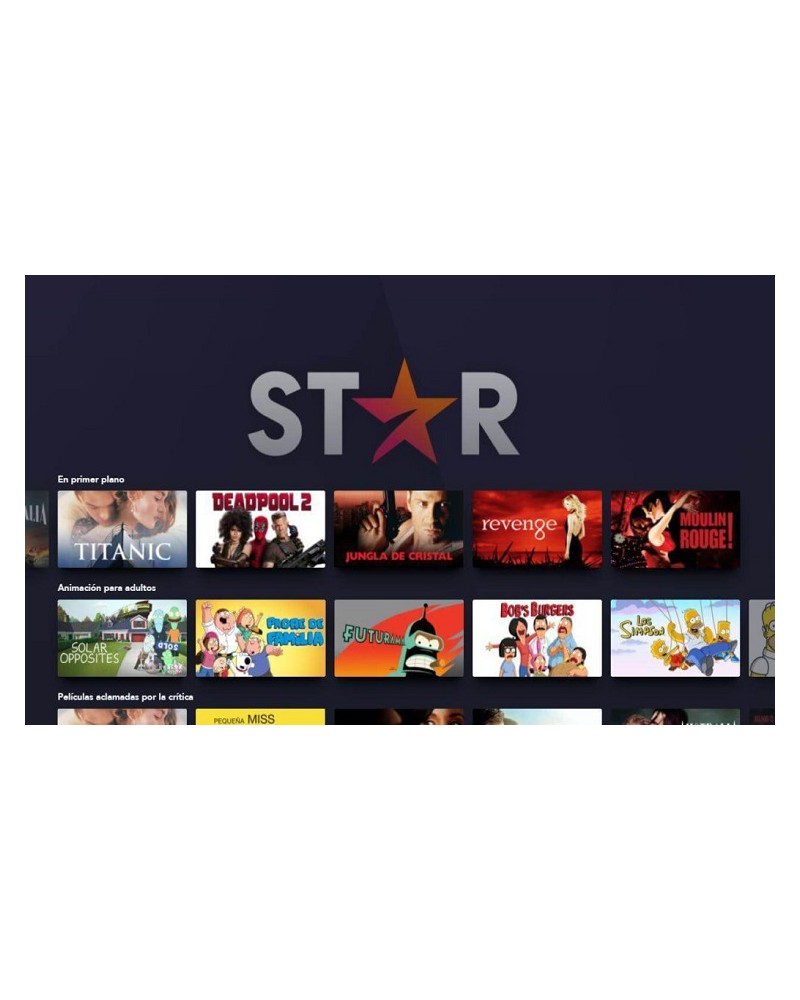 STAR
En primer plano
TITANIC
DEADPOOL 2
JUNGLA DE CRISTAL
revenge
MOULIN
ROUGE!
Animación para adultos
SOLAR
OPPOSITES
SOLD
PADRE DE
FAMILIA
FUTURAMA
BOB'S BURGERS
LOS
SIMPSON
Películas aclamadas por la crítica
PEQUEÑA MISS